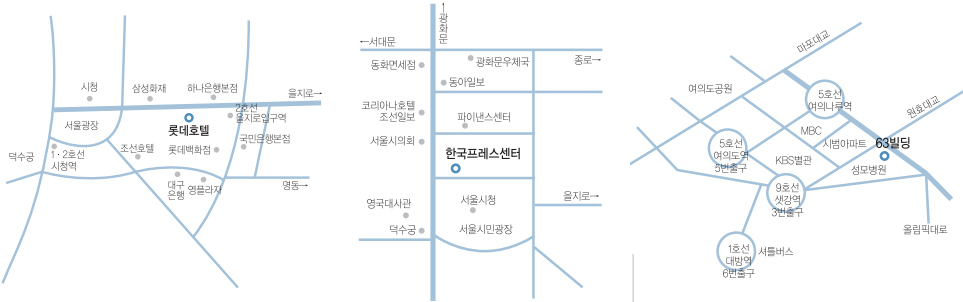 시청
삼성화재
하나은행본점
을지로→
2호선
을지로입구역
서울광장
롯데호텔
국민은행본점
1·2호선
시청역
조선호텔
롯데백화점
덕수궁
대구
은행
영플라자
명동→
↑
광
화
문
←서대문
동화면세점
광화문우체국
종로→
동아일보
코리아나호텔
조선일보
파이낸스센터
서울시의회
한국프레스센터
을지로→
영국대사관
서울시청
덕수궁
서울시민광장
마포대교
여의도공원
5호선
여의나루역
원효대교
MBC
5호선
여의도역
5번출구
시범아파트
63빌딩
KBS별관
성모병원
9호선
샛강역
3번출구
올림픽대로
1호선
대방역
6번출구
셔틀버스